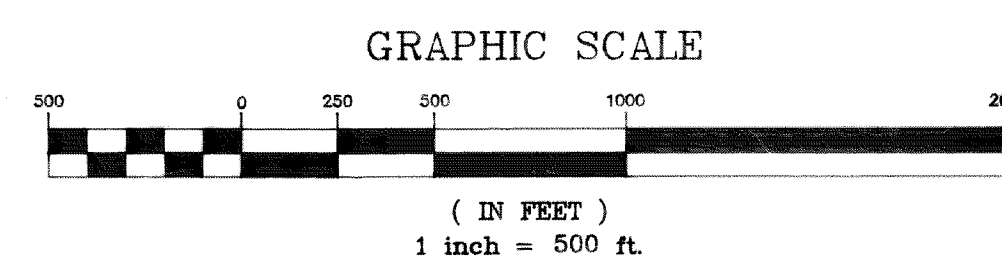 GRAPHIC SCALE
500 0 250 500 1000
( IN FEET )
1 inch = 500 ft.